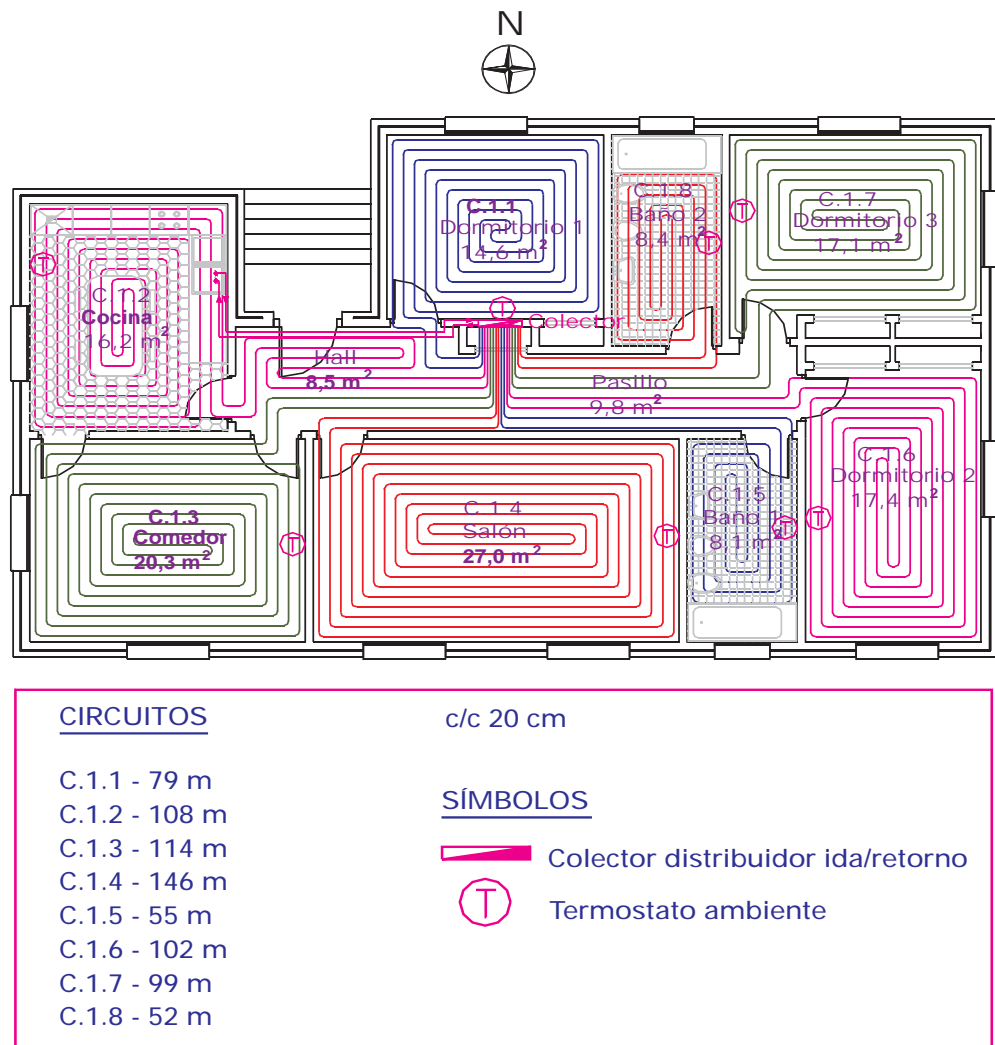 N
C.1.1
Dormitorio 1
14,6 m²
C.1.8
Baño 2
8,4 m²
C.1.7
Dormitorio 3
17,1 m²
T
T
T
T
C.1.2
Cocina
16,2 m²
Colector
Hall
8,5 m²
Pasillo
9,8 m²
C.1.3
Comedor
20,3 m²
T
C.1.4
Salón
27,0 m²
T
C.1.5
Baño 1
8,1 m²
T
T
C.1.6
Dormitorio 2
17,4 m²
CIRCUITOS
c/c 20 cm
C.1.1 - 79 m
C.1.2 - 108 m
C.1.3 - 114 m
C.1.4 - 146 m
C.1.5 - 55 m
C.1.6 - 102 m
C.1.7 - 99 m
C.1.8 - 52 m
SÍMBOLOS
Colector distribuidor ida/retorno
T
Termostato ambiente